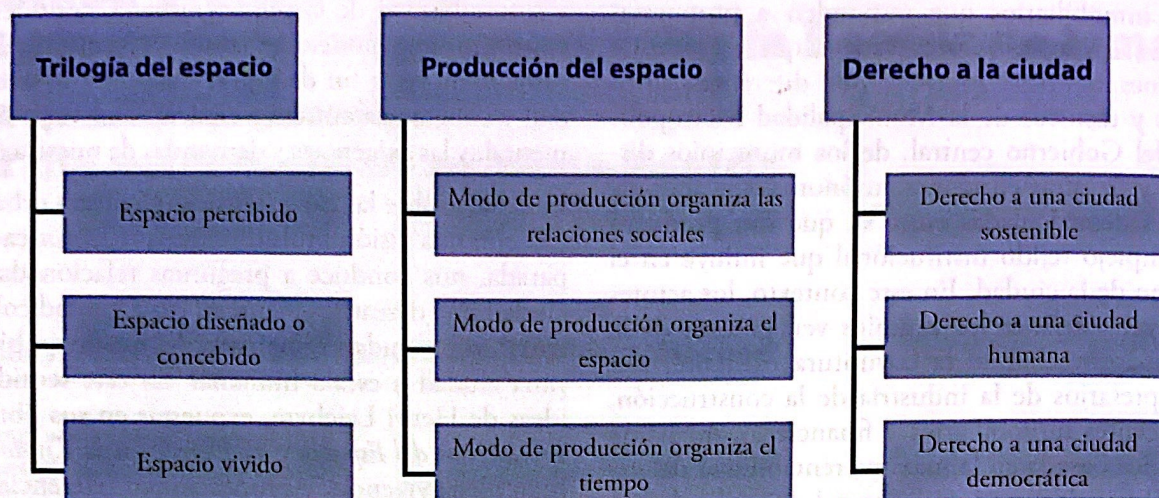 Trilogía del espacio
Espacio percibido
Espacio diseñado o
concebido
Espacio vivido
Producción del espacio
Modo de producción organiza las
relaciones sociales
Modo de producción organiza el
espacio
Modo de producción organiza el
tiempo
Derecho a la ciudad
Derecho a una ciudad
sostenible
Derecho a una ciudad
humana
Derecho a una ciudad
democrática